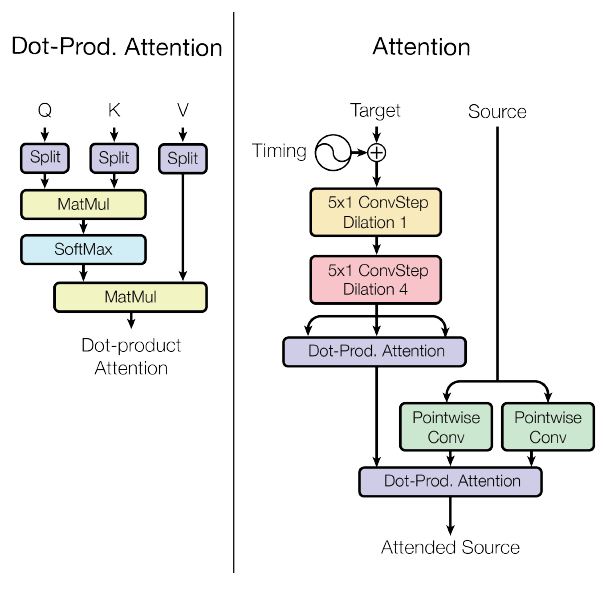 Dot-Prod. Attention
Q K V
Split Split Split
MatMul
SoftMax
MatMul
Dot-product
Attention
Attention
Target Source
Timing
5x1 ConvStep
Dilation 1
5x1 ConvStep
Dilation 4
Dot-Prod. Attention
Pointwise
Conv
Pointwise
Conv
Dot-Prod. Attention
Attended Source